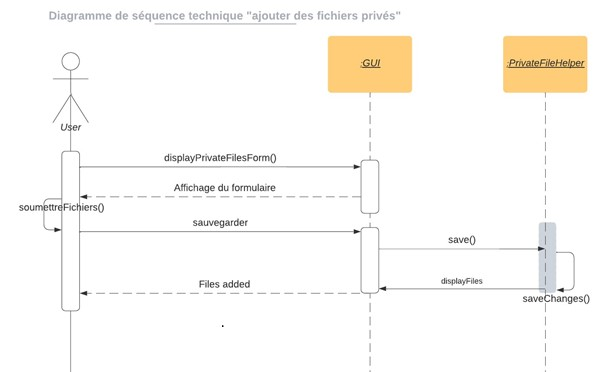 Diagramme de séquence technique "ajouter des fichiers privés"
:GUI
:PrivateFileHelper
User
displayPrivateFilesForm()
Affichage du formulaire
soumettreFichiers()
sauvegarder
save()
Files added
displayFiles
saveChanges()
.